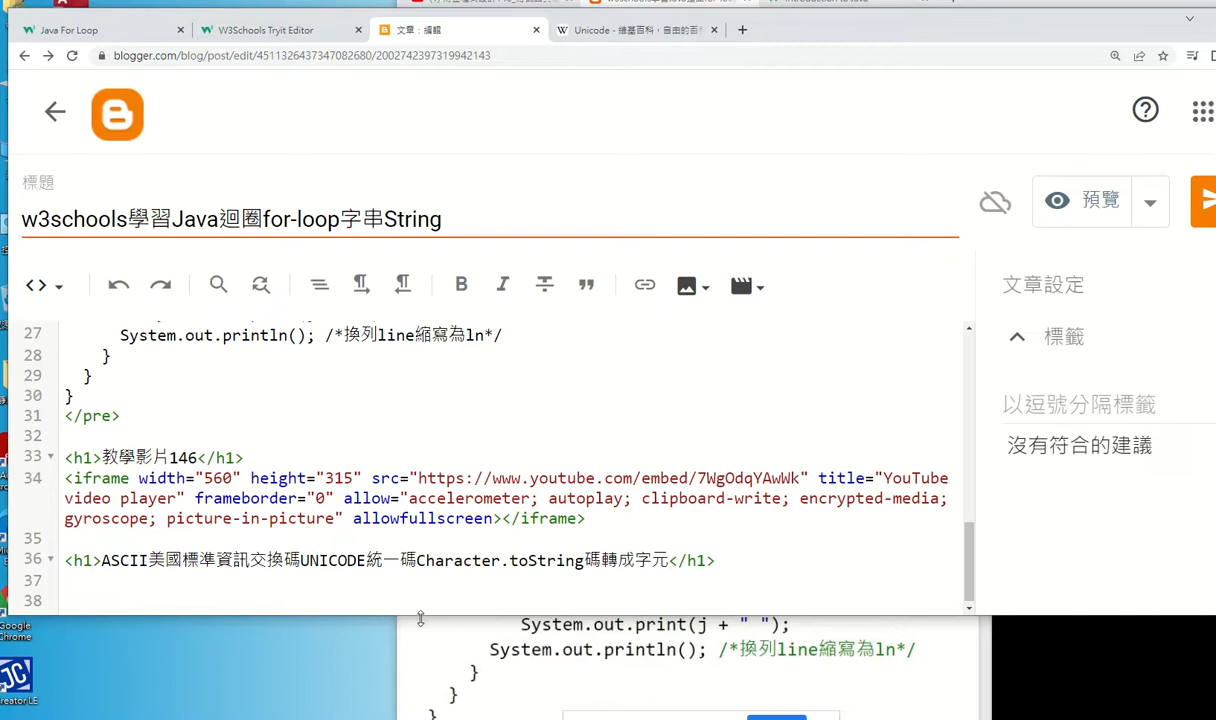 Java For Loop
W3Schools Tryit Editor
文章：編輯
Unicode - 維基百科，自由的百
blogger.com/blog/post/edit/4511326437347082680/2002742397319942143
標題
w3schools學習Java迴圈for-loop字串String
預覽
文章設定
標籤
以逗號分隔標籤
沒有符合的建議
27 System.out.println(); /*換列line縮寫為ln*/
28 }
29 }
30 }
31 </pre>
32
33 <h1>教學影片146</h1>
34 <iframe width="560" height="315" src="https://www.youtube.com/embed/7WgOdqYAwWk" title="YouTube
video player" frameborder="0" allow="accelerometer; autoplay; clipboard-write; encrypted-media;
gyroscope; picture-in-picture" allowfullscreen></iframe>
35
36 <h1>ASCII美國標準資訊交換碼UNICODE統一碼Character.toString碼轉成字元</h1>
37
38
System.out.print(j + " ");
System.out.println(); /*換列line縮寫為ln*/
}
}
}
Google
Chrome
Creator LE